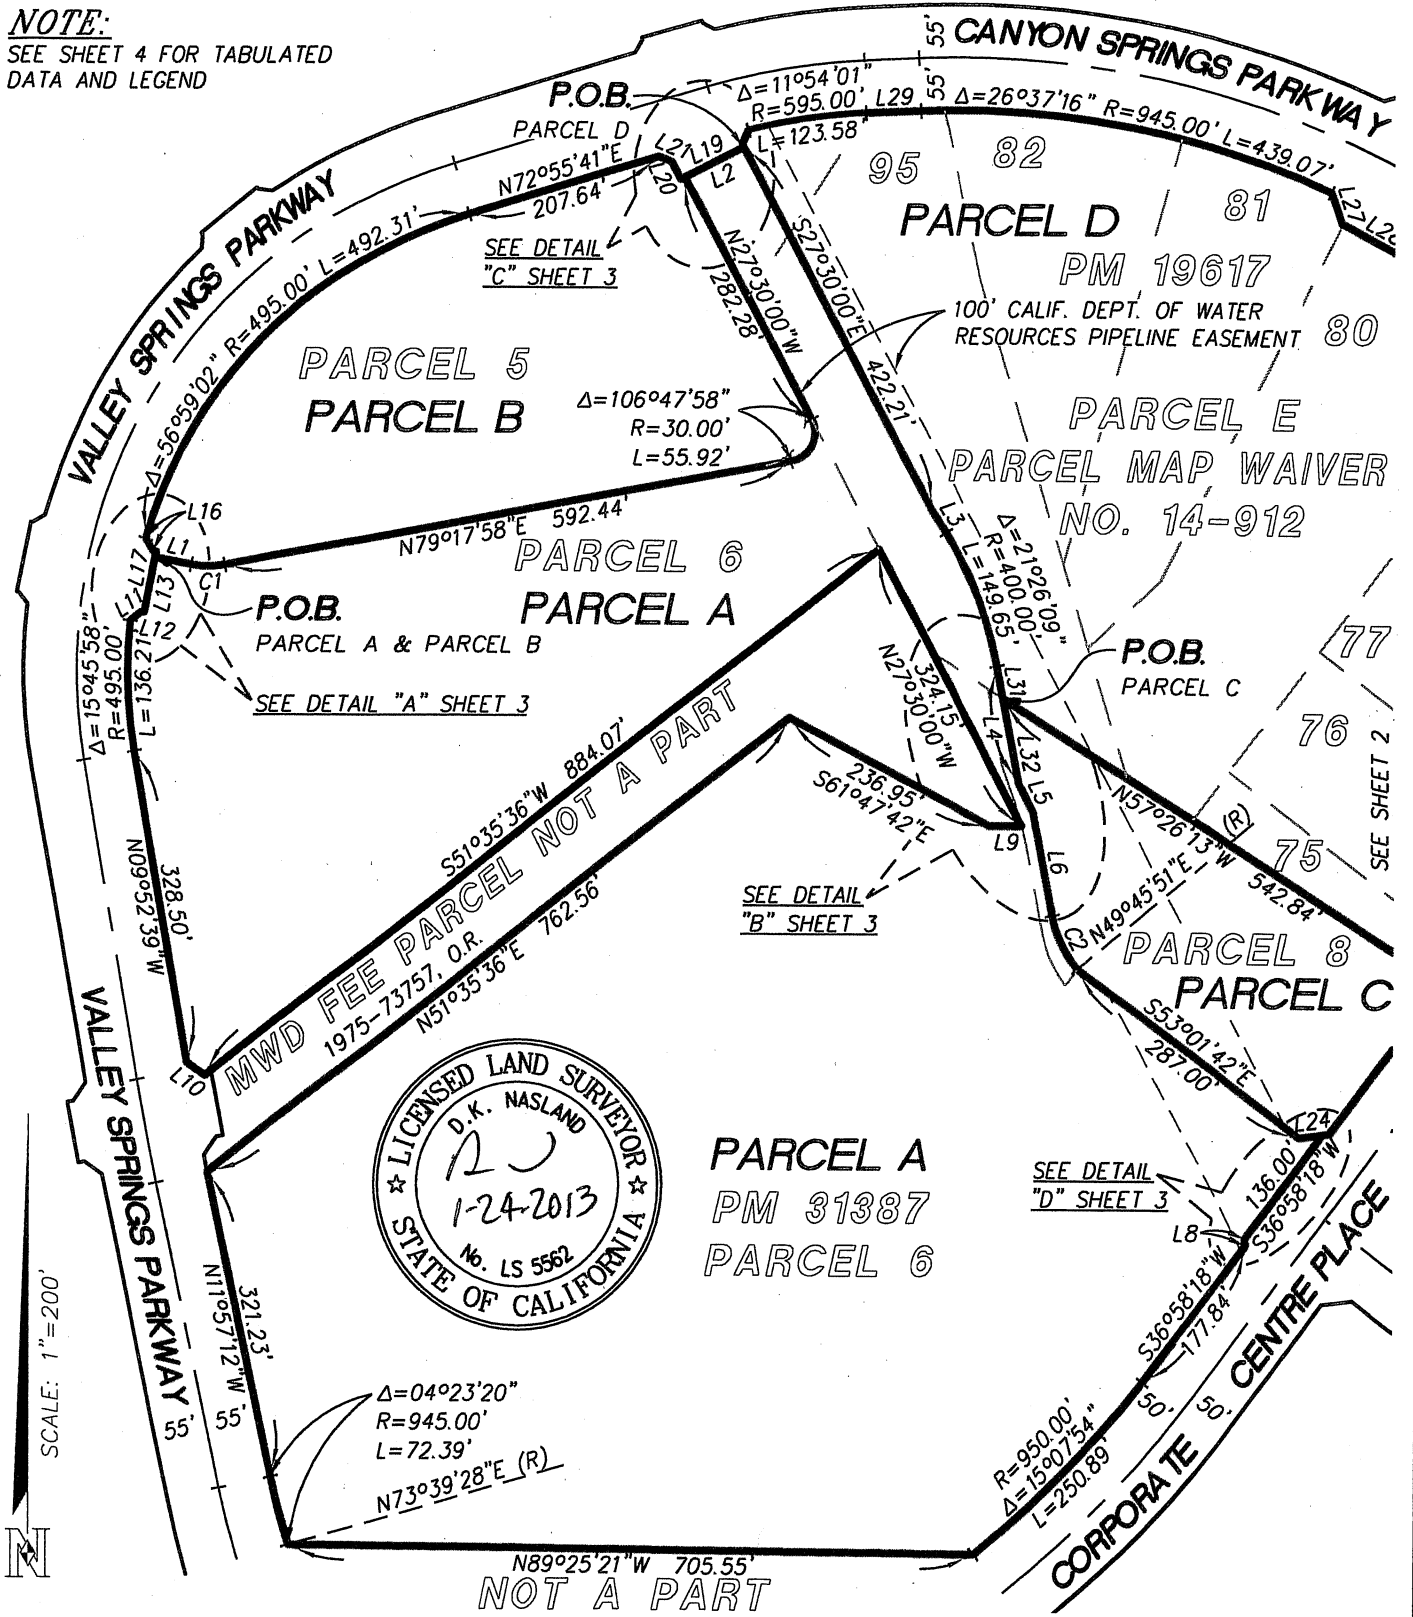 NOTE:
SEE SHEET 4 FOR TABULATED
DATA AND LEGEND
55' CANYON SPRINGS PARKWAY
55'
P.O.B.
PARCEL D
Δ=11°54'01"
R=595.00'
L=123.58'
L29
Δ=26°37'16" R=945.00' L=439.07'
L27
L21
L19
L20
L2
N72°55'41"E
207.64'
95
82
81
80
77
76
75
PARCEL D
PM 19617
SEE DETAIL
"C" SHEET 3
N27°30'00"W
282.28'
S27°30'00"E
422.21'
100' CALIF. DEPT. OF WATER
RESOURCES PIPELINE EASEMENT
VALLEY SPRINGS PARKWAY
Δ=56°59'02" R=495.00' L=492.31'
PARCEL 5
PARCEL B
Δ=106°47'58"
R=30.00'
L=55.92'
PARCEL E
PARCEL MAP WAIVER
NO. 14-912
L16
L1
L17
L13
C1
L11
L12
N79°17'58"E 592.44'
PARCEL 6
PARCEL A
L3
Δ=21°26'09"
R=400.00'
L=149.65'
P.O.B.
PARCEL A & PARCEL B
SEE DETAIL "A" SHEET 3
Δ=15°45'58"
R=495.00'
L=136.21'
P.O.B.
PARCEL C
L31
L4
L32
L5
L6
L9
N27°30'00"W
324.15'
S51°35'36"W 884.07'
MWD FEE PARCEL NOT A PART
1975-73757, O.R.
N51°35'36"E 762.56'
236.95'
S61°47'42"E
SEE DETAIL
"B" SHEET 3
N57°26'13"W
542.84'
N49°45'51"E (R)
C2
SEE SHEET 2
PARCEL 8
PARCEL C
S53°01'42"E
287.00'
N09°52'39"W
328.50'
L10
VALLEY SPRINGS PARKWAY
LICENSED LAND SURVEYOR
D.K. NASLAND
1-24-2013
No. LS 5562
STATE OF CALIFORNIA
PARCEL A
PM 31387
PARCEL 6
L24
136.00'
S36°58'18"W
SEE DETAIL
"D" SHEET 3
L8
S36°58'18"W
177.84'
N11°57'12"W
321.23'
SCALE: 1"=200'
N
55' 55'
Δ=04°23'20"
R=945.00'
L=72.39'
N73°39'28"E (R)
R=950.00'
Δ=15°07'54"
L=250.89'
50' 50'
CORPORATE CENTRE PLACE
N89°25'21"W 705.55'
NOT A PART